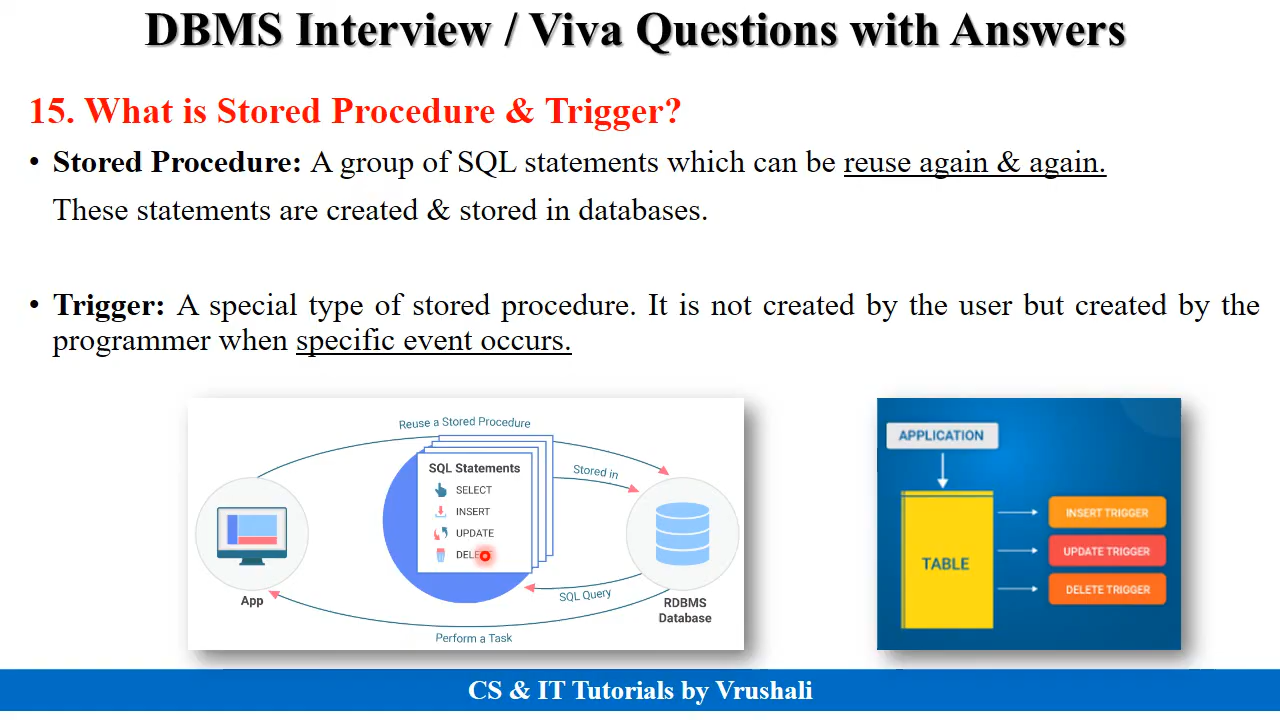 DBMS Interview / Viva Questions with Answers
15. What is Stored Procedure & Trigger?
• Stored Procedure: A group of SQL statements which can be reuse again & again.
These statements are created & stored in databases.
• Trigger: A special type of stored procedure. It is not created by the user but created by the
programmer when specific event occurs.
Reuse a Stored Procedure
SQL Statements
SELECT
INSERT
UPDATE
Stored in
App
SQL Query
RDBMS
Database
Perform a Task
APPLICATION
TABLE
INSERT TRIGGER
UPDATE TRIGGER
DELETE TRIGGER
CS & IT Tutorials by Vrushali